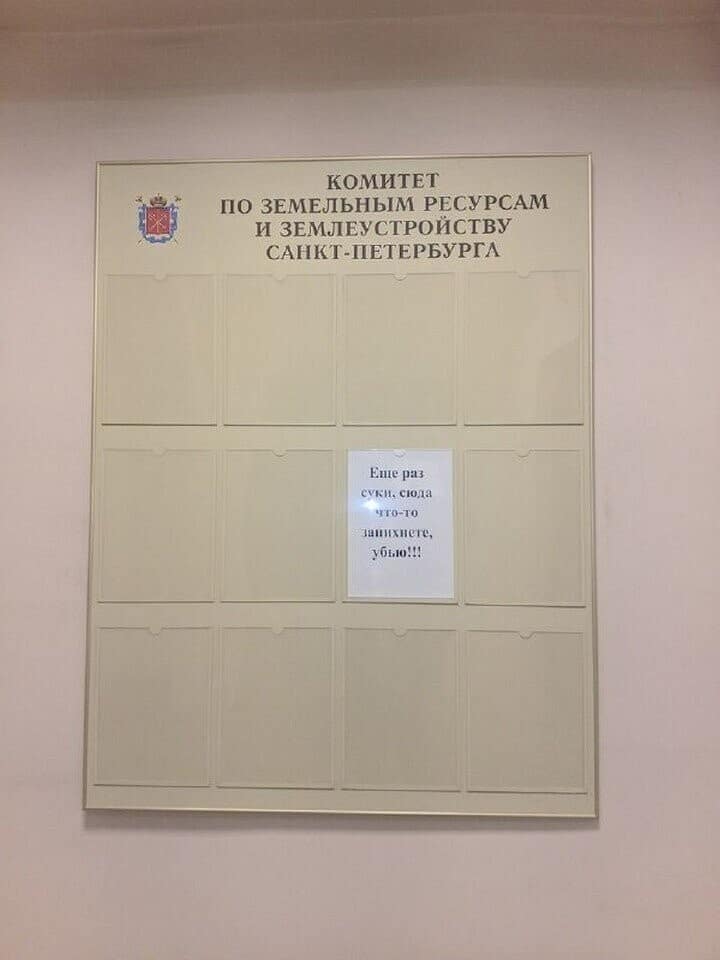 КОМИТЕТ
ПО ЗЕМЕЛЬНЫМ РЕСУРСАМ
И ЗЕМЛЕУСТРОЙСТВУ
САНКТ-ПЕТЕРБУРГА
Еще раз
суки, сюда
что-то
запихнете,
убью!!!